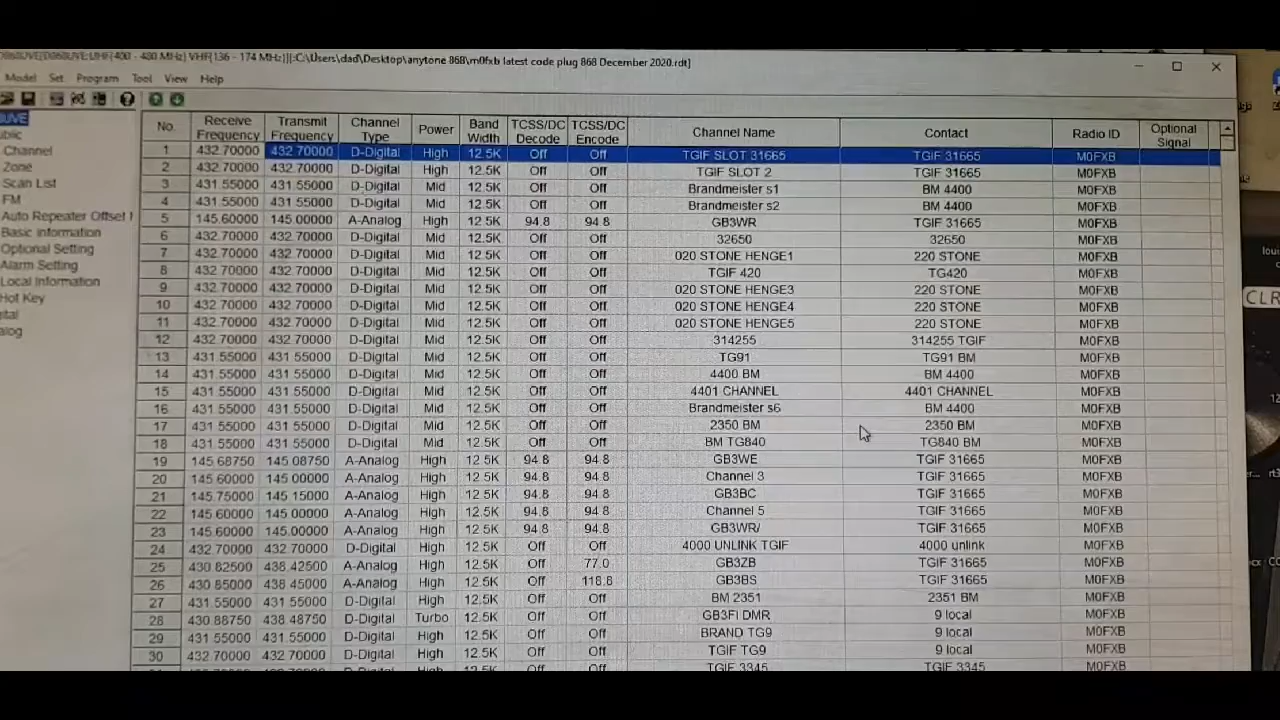 D868UVE[D868UVE:UHF{400 - 480 MHz} VHF{136 - 174 MHz}][:C:\Users\dad\Desktop\anytone 868\m0fxb latest code plug 868 December 2020.rdt]
Model Set Program Tool View Help
No. Receive Frequency Transmit Frequency Channel Type Power Band Width TCSS/DC Decode TCSS/DC Encode Channel Name Contact Radio ID Optional Signal
Channel
Zone
Scan List
FM
Auto Repeater Offset
Basic Information
Optional Setting
Alarm Setting
Local Information
Hot Key
1 432.70000 432.70000 D-Digital High 12.5K Off Off TGIF SLOT 31665 TGIF 31665 M0FXB
2 432.70000 432.70000 D-Digital High 12.5K Off Off TGIF SLOT 2 TGIF 31665 M0FXB
3 431.55000 431.55000 D-Digital Mid 12.5K Off Off Brandmeister s1 BM 4400 M0FXB
4 431.55000 431.55000 D-Digital Mid 12.5K Off Off Brandmeister s2 BM 4400 M0FXB
5 145.60000 145.00000 A-Analog High 12.5K 94.8 94.8 GB3WR TGIF 31665 M0FXB
6 432.70000 432.70000 D-Digital Mid 12.5K Off Off 32650 32650 M0FXB
7 432.70000 432.70000 D-Digital Mid 12.5K Off Off 020 STONE HENGE1 220 STONE M0FXB
8 432.70000 432.70000 D-Digital Mid 12.5K Off Off TGIF 420 TG420 M0FXB
9 432.70000 432.70000 D-Digital Mid 12.5K Off Off 020 STONE HENGE3 220 STONE M0FXB
10 432.70000 432.70000 D-Digital Mid 12.5K Off Off 020 STONE HENGE4 220 STONE M0FXB
11 432.70000 432.70000 D-Digital Mid 12.5K Off Off 020 STONE HENGE5 220 STONE M0FXB
12 432.70000 432.70000 D-Digital Mid 12.5K Off Off 314255 314255 TGIF M0FXB
13 431.55000 431.55000 D-Digital Mid 12.5K Off Off TG91 TG91 BM M0FXB
14 431.55000 431.55000 D-Digital Mid 12.5K Off Off 4400 BM BM 4400 M0FXB
15 431.55000 431.55000 D-Digital Mid 12.5K Off Off 4401 CHANNEL 4401 CHANNEL M0FXB
16 431.55000 431.55000 D-Digital Mid 12.5K Off Off Brandmeister s6 BM 4400 M0FXB
17 431.55000 431.55000 D-Digital Mid 12.5K Off Off 2350 BM 2350 BM M0FXB
18 431.55000 431.55000 D-Digital Mid 12.5K Off Off BM TG840 TG840 BM M0FXB
19 145.68750 145.08750 A-Analog High 12.5K 94.8 94.8 GB3WE TGIF 31665 M0FXB
20 145.60000 145.00000 A-Analog High 12.5K 94.8 94.8 Channel 3 TGIF 31665 M0FXB
21 145.75000 145.15000 A-Analog High 12.5K 94.8 94.8 GB3BC TGIF 31665 M0FXB
22 145.60000 145.00000 A-Analog High 12.5K 94.8 94.8 Channel 5 TGIF 31665 M0FXB
23 145.60000 145.00000 A-Analog High 12.5K 94.8 94.8 GB3WR/ TGIF 31665 M0FXB
24 432.70000 432.70000 D-Digital High 12.5K Off Off 4000 UNLINK TGIF 4000 unlink M0FXB
25 430.82500 438.42500 A-Analog High 12.5K Off 77.0 GB3ZB TGIF 31665 M0FXB
26 430.85000 438.45000 A-Analog High 12.5K Off 118.8 GB3BS TGIF 31665 M0FXB
27 431.55000 431.55000 D-Digital High 12.5K Off Off BM 2351 2351 BM M0FXB
28 430.88750 438.48750 D-Digital Turbo 12.5K Off Off GB3FI DMR 9 local M0FXB
29 431.55000 431.55000 D-Digital High 12.5K Off Off BRAND TG9 9 local M0FXB
30 432.70000 432.70000 D-Digital High 12.5K Off Off TGIF TG9 9 local M0FXB
TGIF 3345 TGIF 3345 M0FXB
CLR